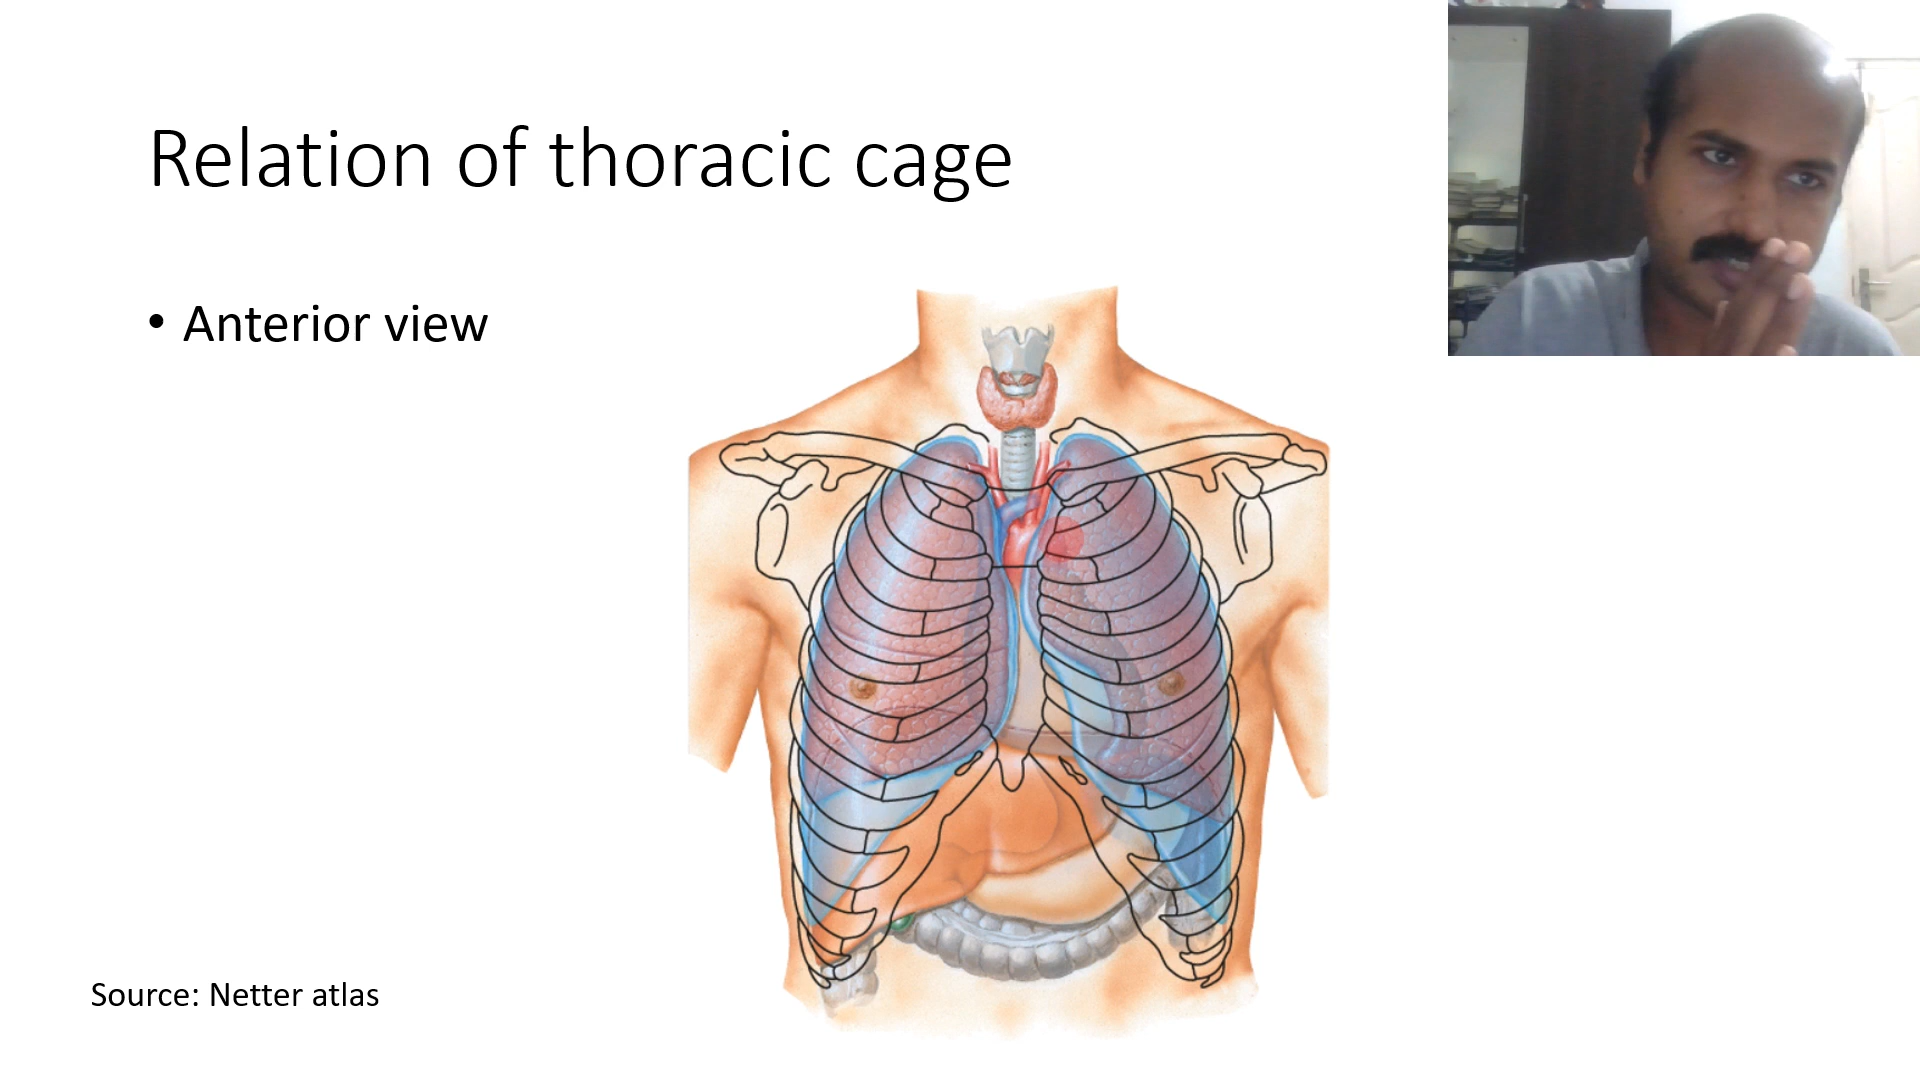 Relation of thoracic cage
• Anterior view
Source: Netter atlas